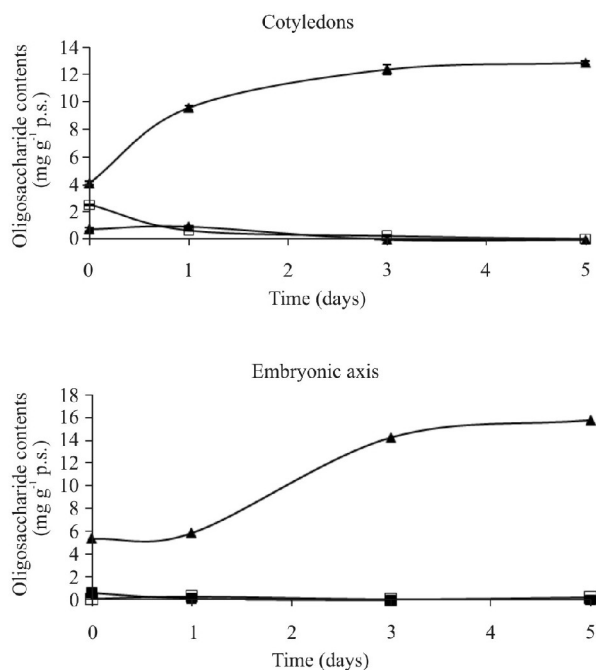 Cotyledons
Oligosaccharide contents
(mg g⁻¹ p.s.)
14
12
10
8
6
4
2
0
0 1 2 3 4 5
Time (days)
Embryonic axis
Oligosaccharide contents
(mg g⁻¹ p.s.)
18
16
14
12
10
8
6
4
2
0
0 1 2 3 4 5
Time (days)